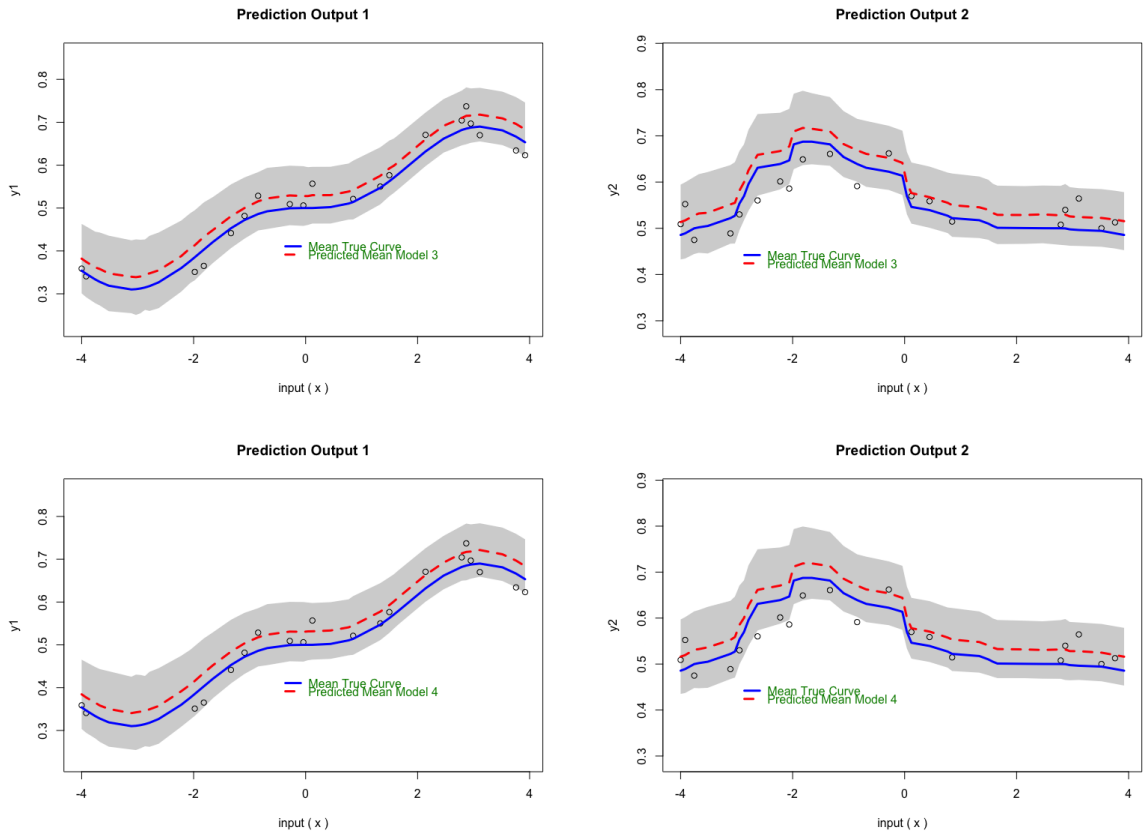 Prediction Output 1
y1
0.8
0.7
0.6
0.5
0.4
0.3
Mean True Curve
Predicted Mean Model 3
-4 -2 0 2 4
input ( x )
Prediction Output 2
y2
0.9
0.8
0.7
0.6
0.5
0.4
0.3
Mean True Curve
Predicted Mean Model 3
-4 -2 0 2 4
input ( x )
Prediction Output 1
y1
0.8
0.7
0.6
0.5
0.4
0.3
Mean True Curve
Predicted Mean Model 4
-4 -2 0 2 4
input ( x )
Prediction Output 2
y2
0.9
0.8
0.7
0.6
0.5
0.4
0.3
Mean True Curve
Predicted Mean Model 4
-4 -2 0 2 4
input ( x )